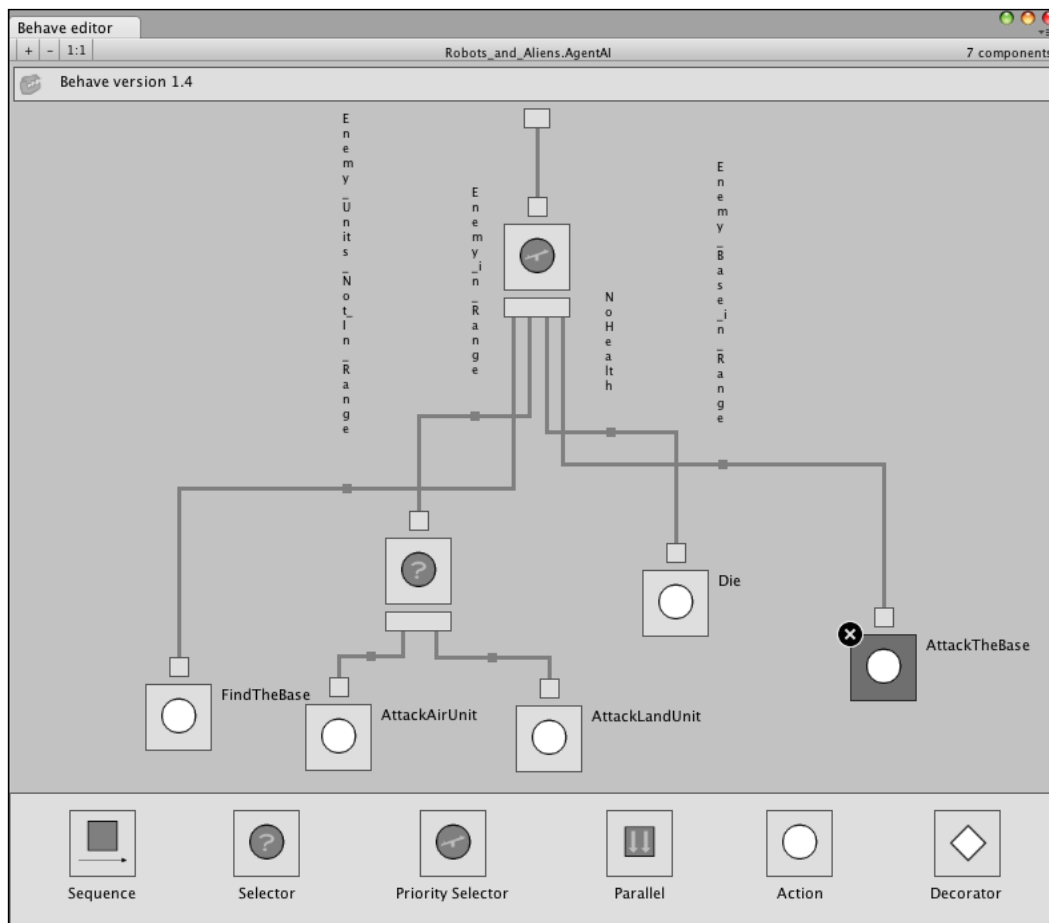 Behave editor
+ - 1:1
Robots_and_Aliens.AgentAI
7 components
Behave version 1.4
Enemy_Units_Not_In_Range
Enemy_in_Range
NoHealth
Enemy_Base_in_Range
?
Die
AttackTheBase
FindTheBase
AttackAirUnit
AttackLandUnit
?
Sequence
Selector
Priority Selector
Parallel
Action
Decorator